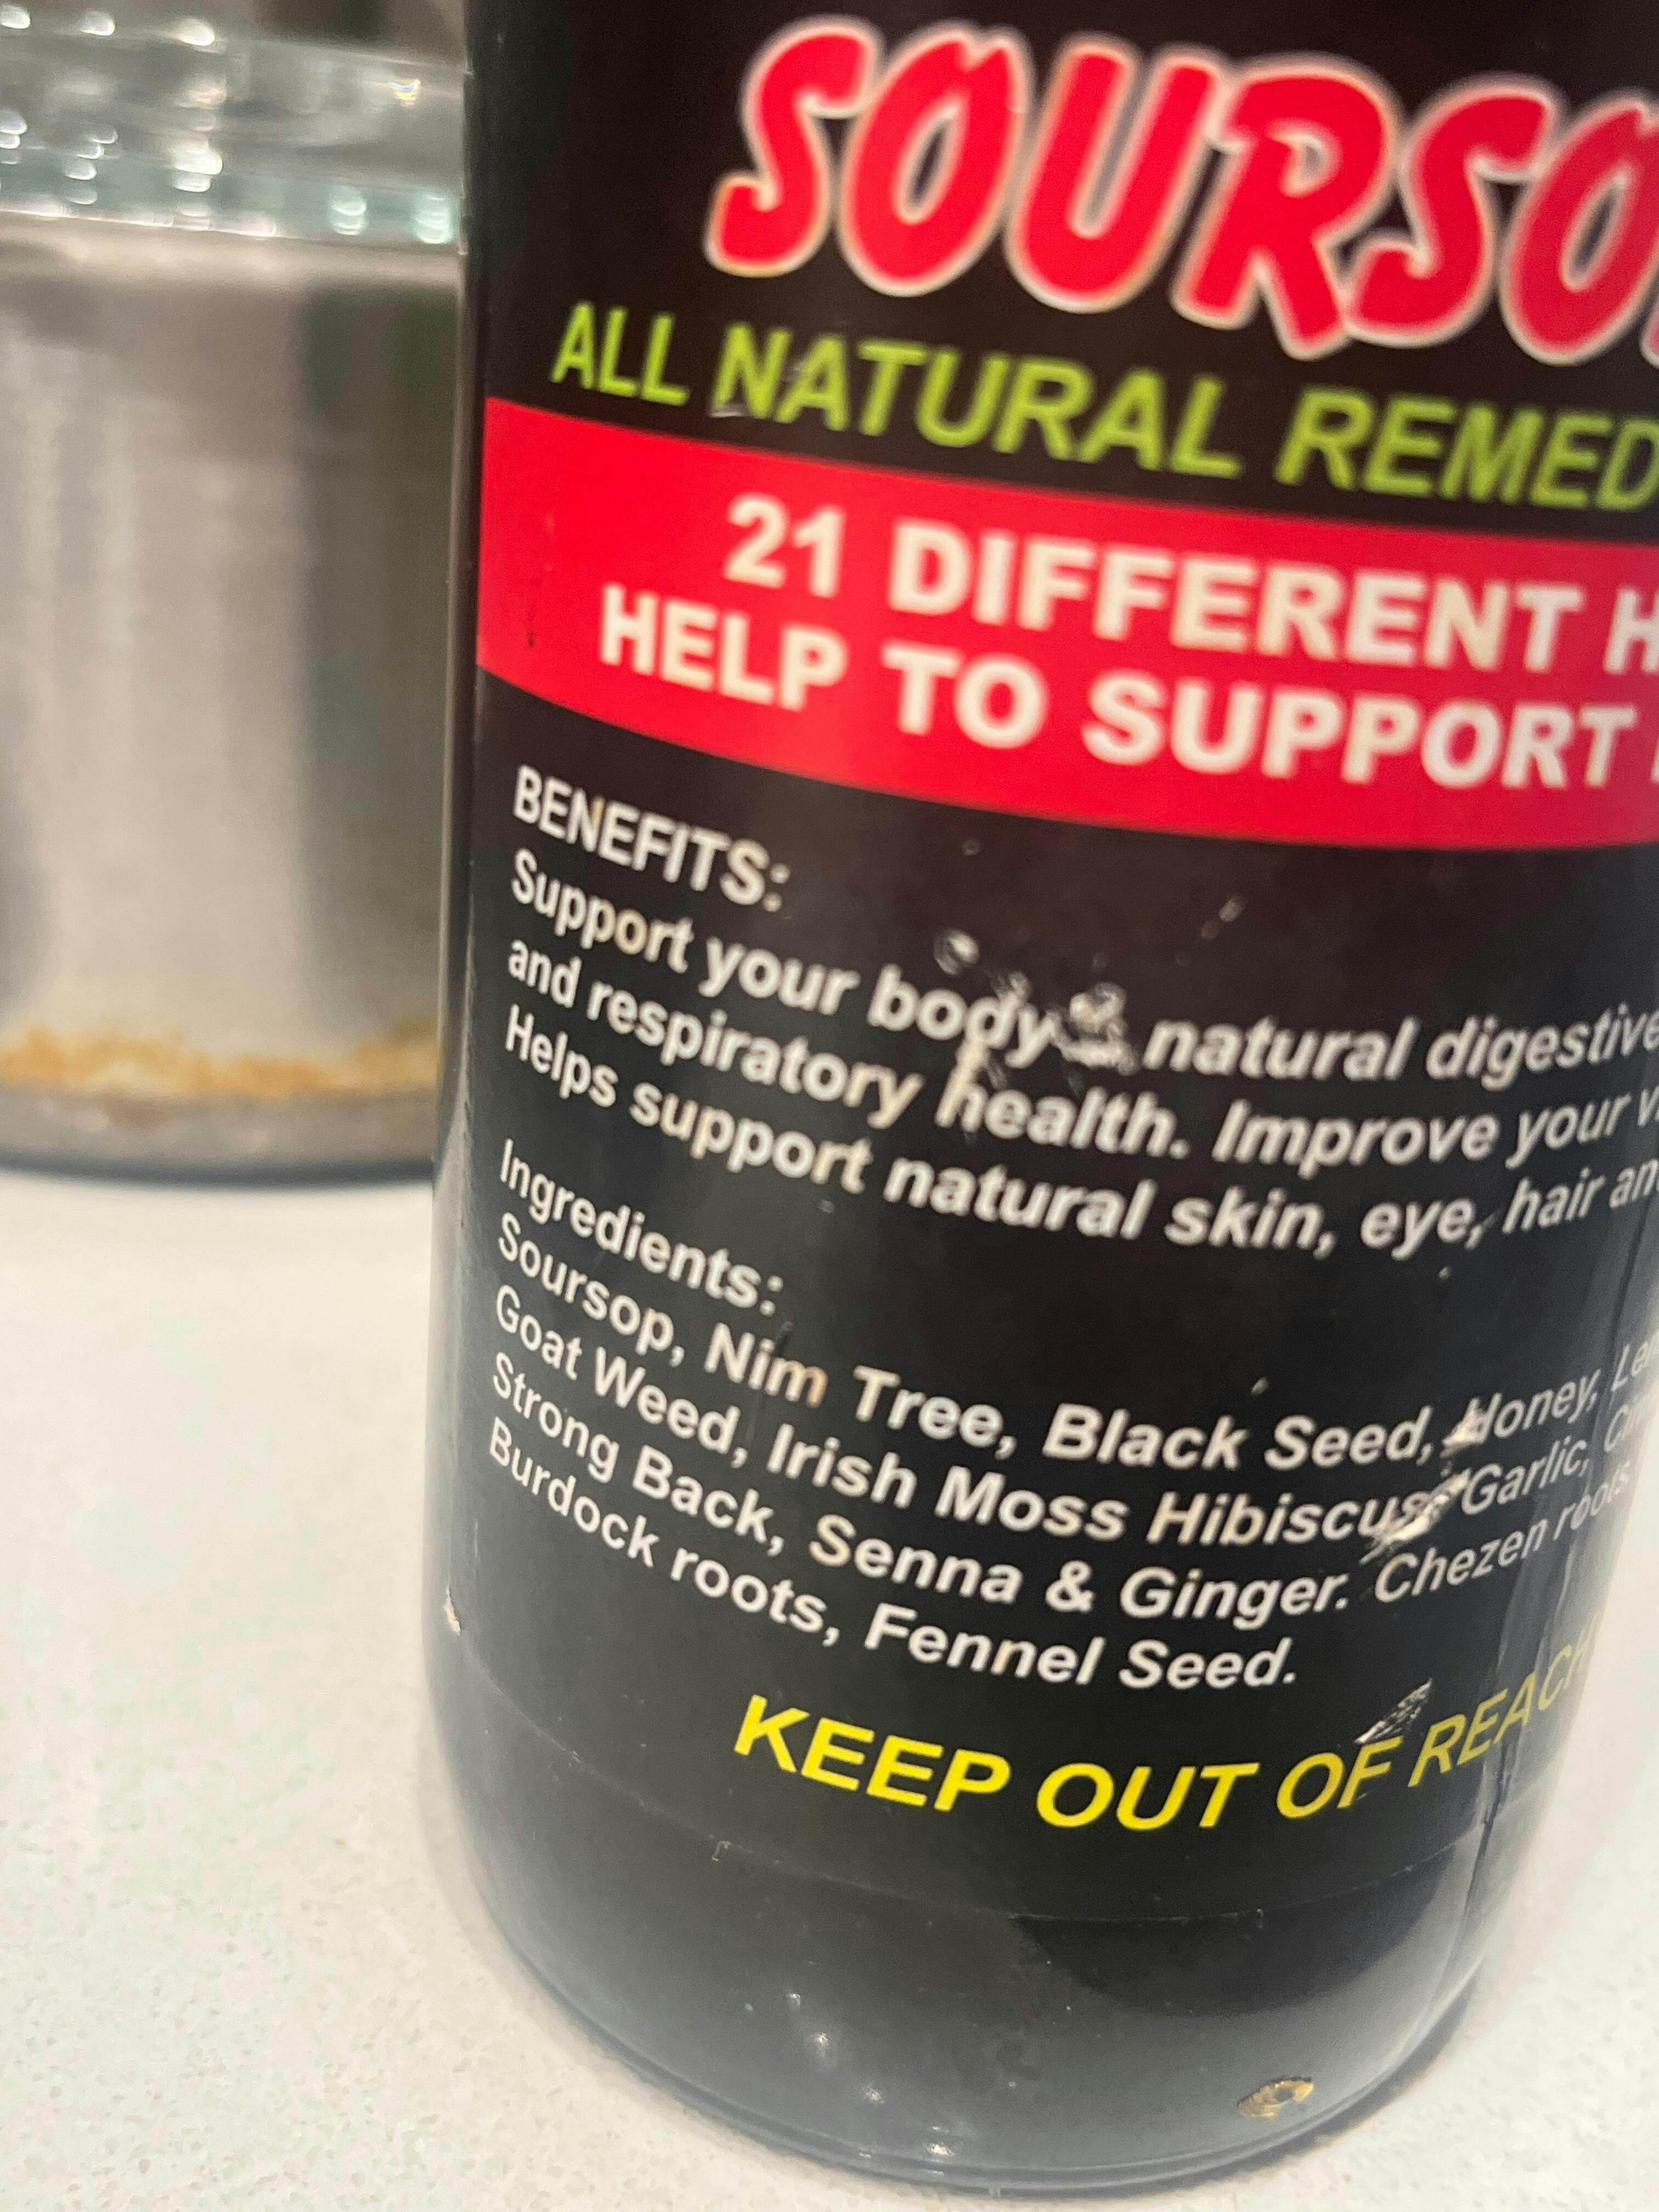 SOURSO
ALL NATURAL REMED
21 DIFFERENT H
HELP TO SUPPORT
BENEFITS:
Support your body & natural digestive
and respiratory health. Improve your
Helps support natural skin, eye, hair and
Ingredients:
Soursop, Nim Tree, Black Seed, Honey,
Goat Weed, Irish Moss Hibiscus, Garlic,
Strong Back, Senna & Ginger. Chezen roots
Burdock roots, Fennel Seed.
KEEP OUT OF REACH